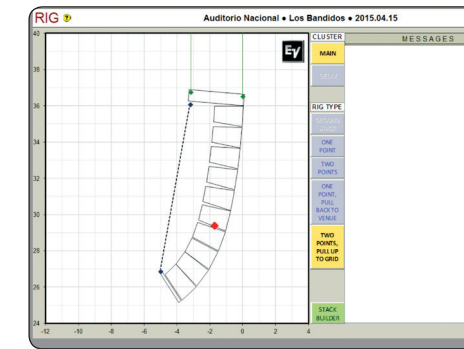 RIG ?
Auditorio Nacional • Los Bandidos • 2015.04.15
CLUSTER
MAIN
DELAY
RIG TYPE
ONE
POINT
TWO
POINTS
ONE
POINT,
PULL
BACK TO
VENUE
TWO
POINTS,
PULL UP
TO GRID
STACK
BUILDER
MESSAGES
EV
40
38
36
34
32
30
28
26
24
-12 -10 -8 -6 -4 -2 0 2 4